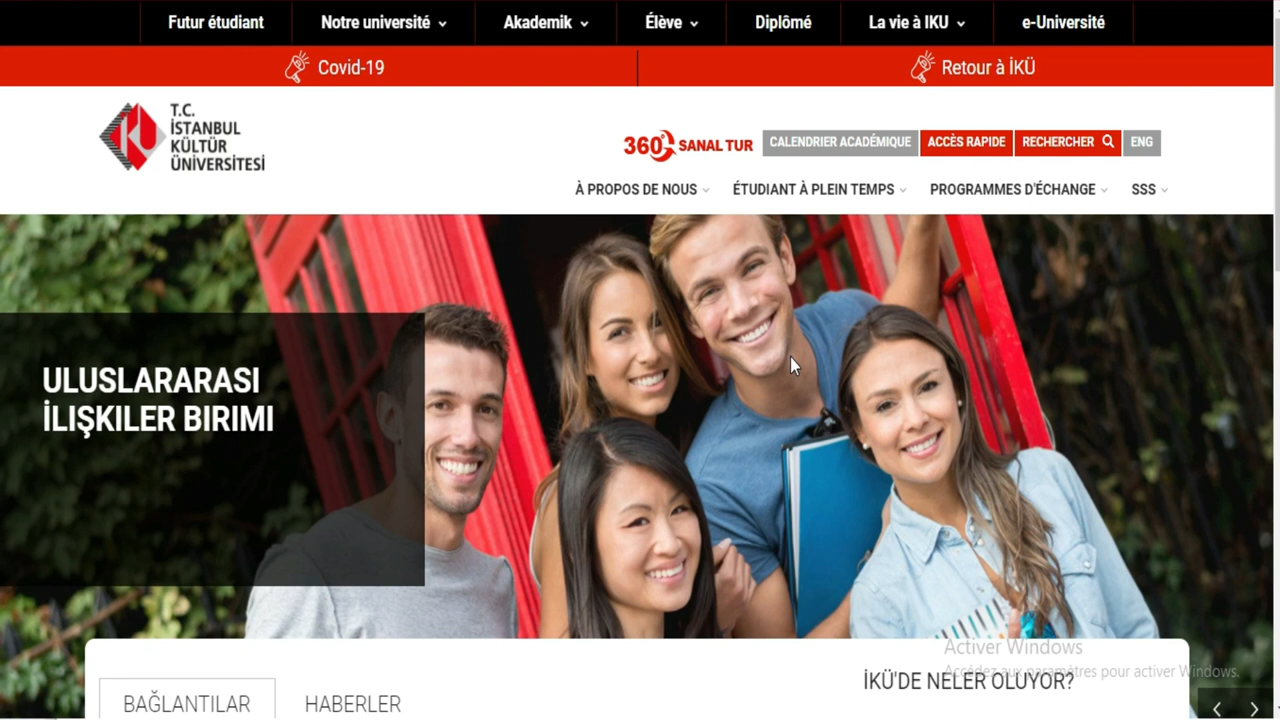 Futur étudiant Notre université Akademik Élève Diplômé La vie à IKU e-Université
Covid-19 Retour à İKÜ
T.C.
İSTANBUL
KÜLTÜR
ÜNİVERSİTESİ
360° SANAL TUR CALENDRIER ACADÉMIQUE ACCÈS RAPIDE RECHERCHER ENG
À PROPOS DE NOUS ÉTUDIANT À PLEIN TEMPS PROGRAMMES D'ÉCHANGE SSS
ULUSLARARASI
İLIŞKILER BIRIMI
Activer Windows
Accédez aux paramètres pour activer Windows.
İKÜ'DE NELER OLUYOR?
BAĞLANTILAR HABERLER